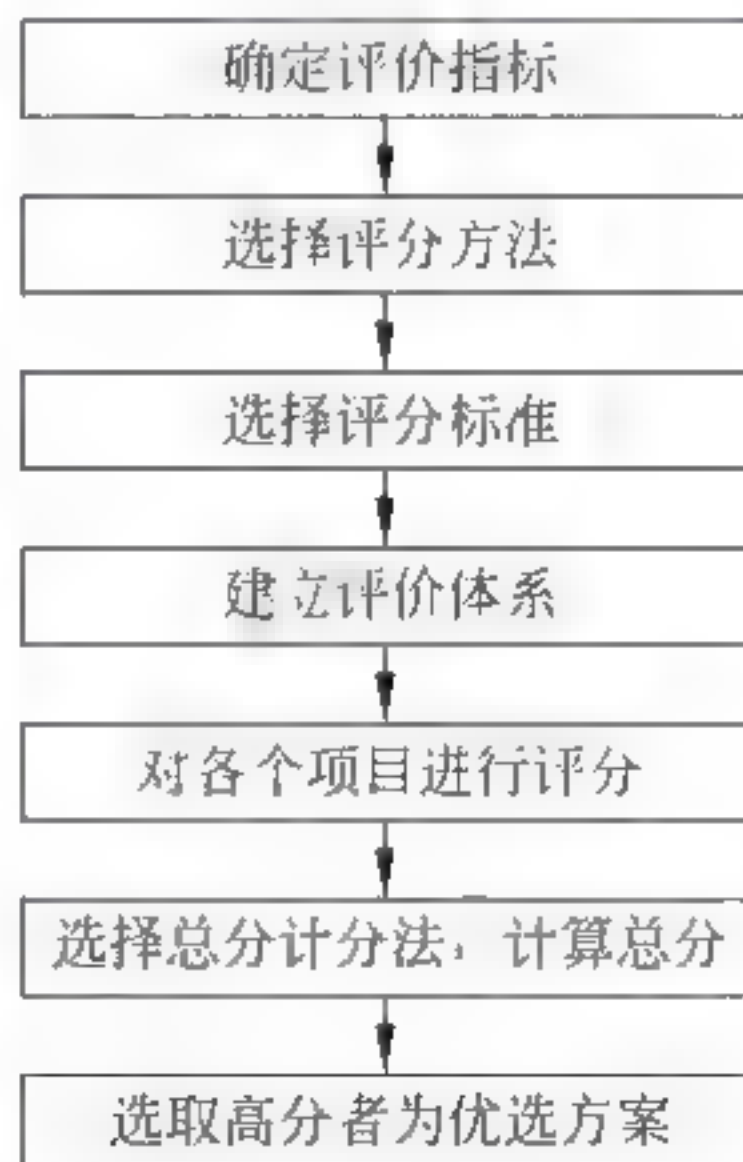 确定评价指标
选择评分方法
选择评分标准
建立评价体系
对各个项目进行评分
选择总分计分法，计算总分
选取高分者为优选方案